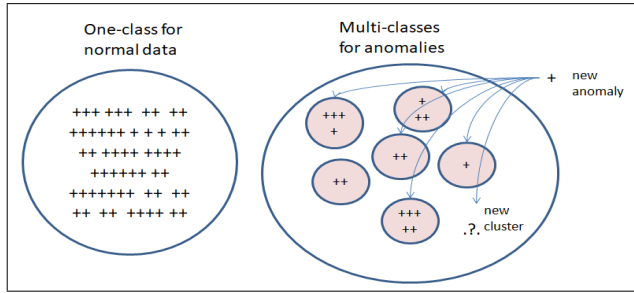 One-class for
normal data
Multi-classes
for anomalies
+++ +++ ++ ++
++++++ + + + ++
++ ++++ ++++
++++++ ++
+++++++ ++ ++
++ ++ ++++ ++
+++
+
+
++
++
+
++
+++
++
+ new
anomaly
new
.?. cluster